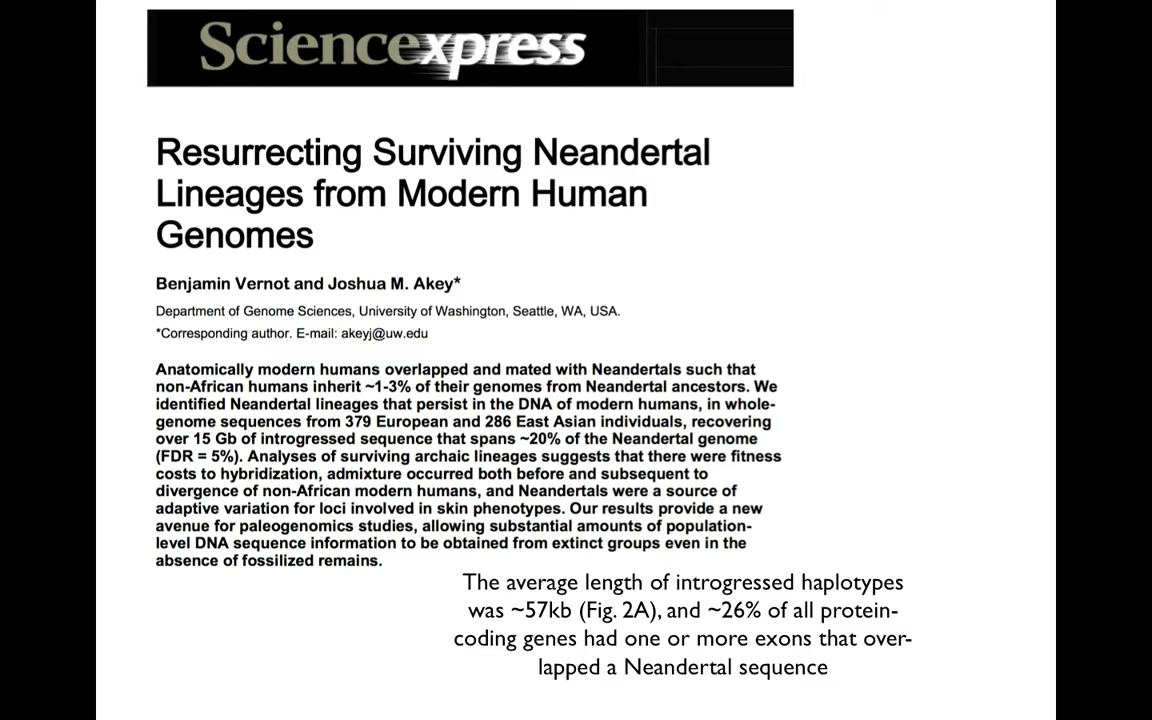 Sciencexpress
Resurrecting Surviving Neandertal
Lineages from Modern Human
Genomes
Benjamin Vernot and Joshua M. Akey*
Department of Genome Sciences, University of Washington, Seattle, WA, USA.
*Corresponding author. E-mail: akeyj@uw.edu
Anatomically modern humans overlapped and mated with Neandertals such that
non-African humans inherit ~1-3% of their genomes from Neandertal ancestors. We
identified Neandertal lineages that persist in the DNA of modern humans, in whole-
genome sequences from 379 European and 286 East Asian individuals, recovering
over 15 Gb of introgressed sequence that spans ~20% of the Neandertal genome
(FDR = 5%). Analyses of surviving archaic lineages suggests that there were fitness
costs to hybridization, admixture occurred both before and subsequent to
divergence of non-African modern humans, and Neandertals were a source of
adaptive variation for loci involved in skin phenotypes. Our results provide a new
avenue for paleogenomics studies, allowing substantial amounts of population-
level DNA sequence information to be obtained from extinct groups even in the
absence of fossilized remains.
The average length of introgressed haplotypes
was ~57kb (Fig. 2A), and ~26% of all protein-
coding genes had one or more exons that over-
lapped a Neandertal sequence